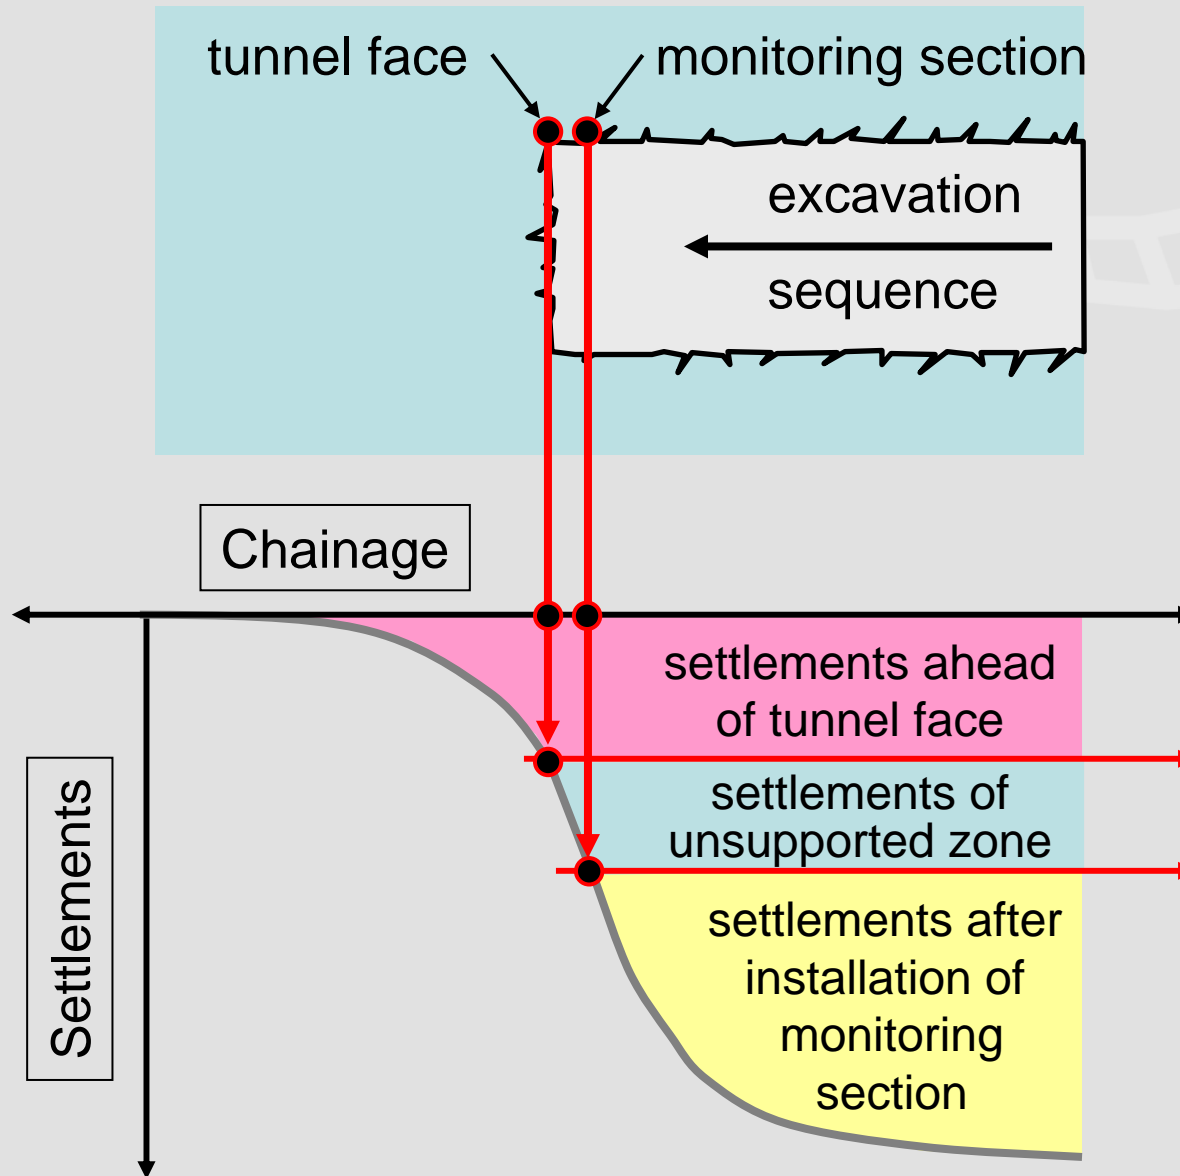 tunnel face
monitoring section
excavation
sequence
Chainage
settlements ahead
of tunnel face
settlements of
unsupported zone
Settlements
settlements after
installation of
monitoring
section